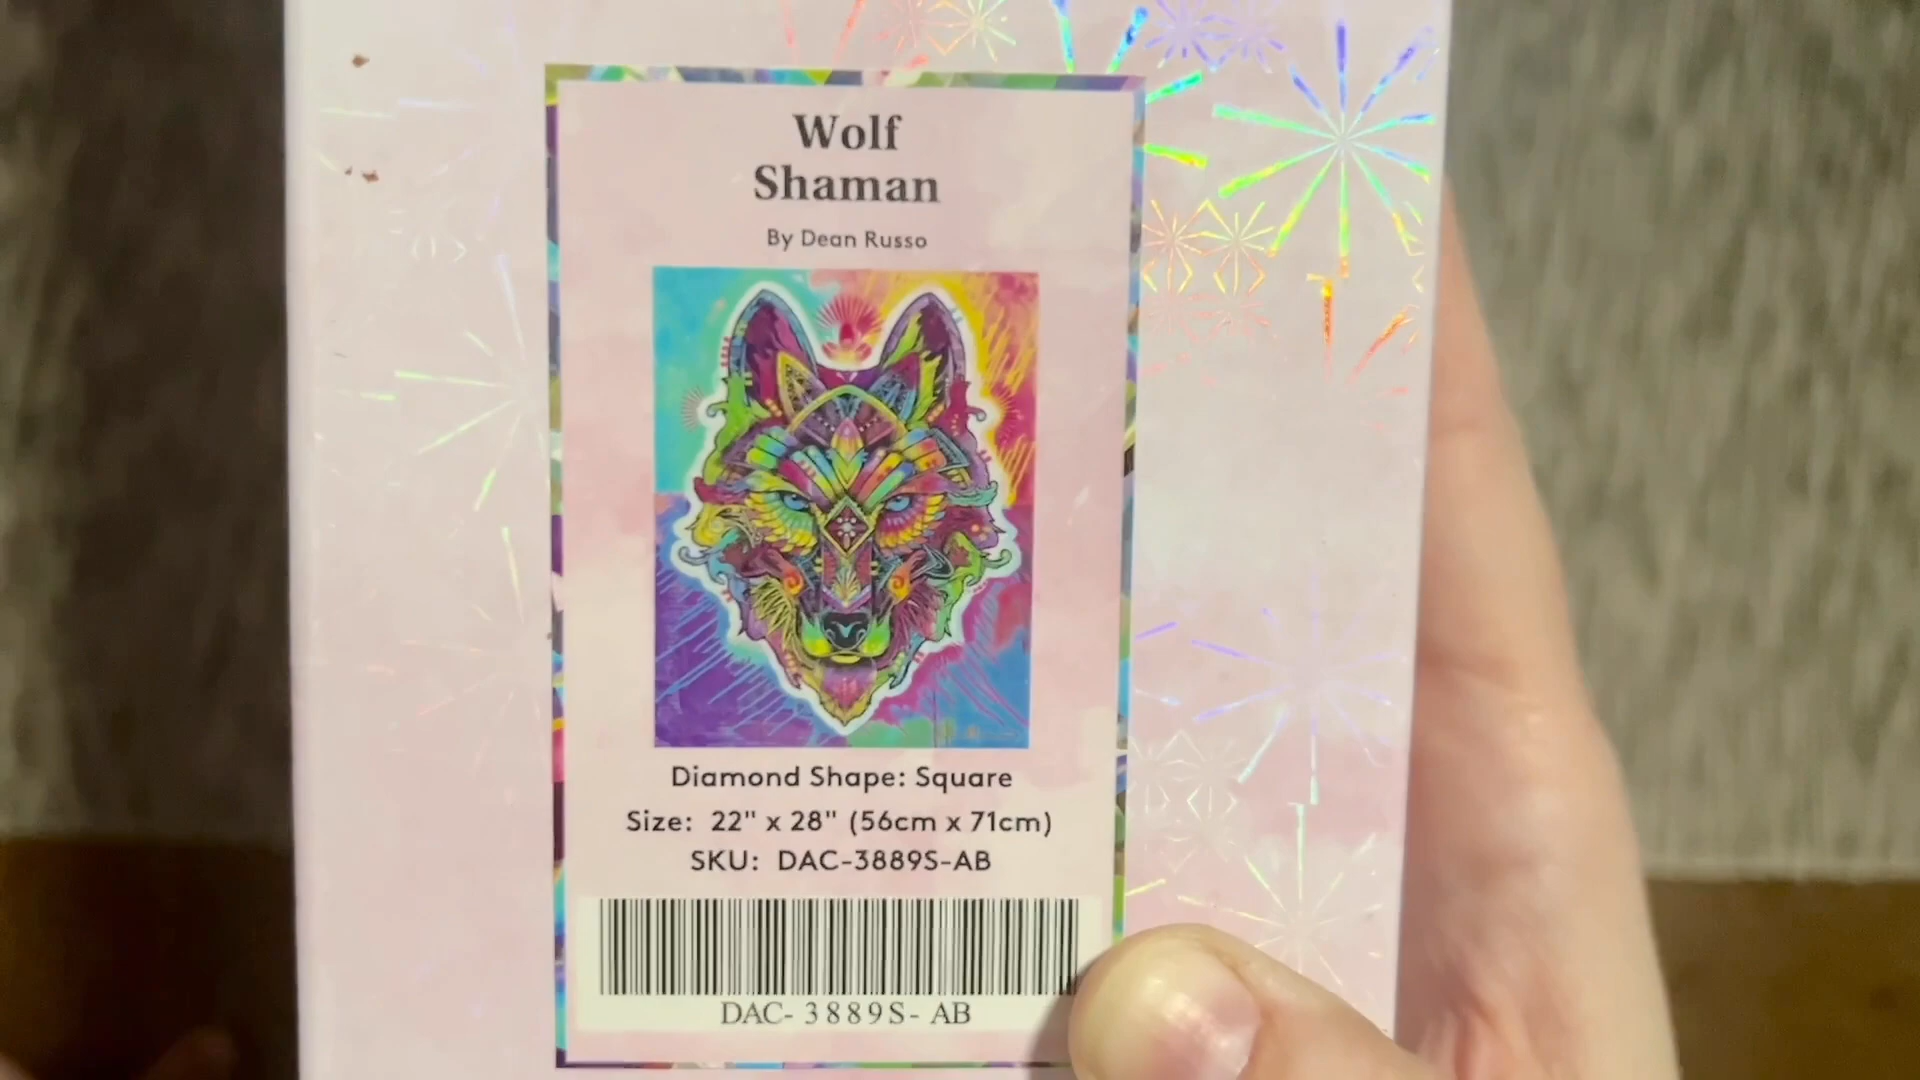 Wolf
Shaman
By Dean Russo
Diamond Shape: Square
Size: 22" x 28" (56cm x 71cm)
SKU: DAC-3889S-AB
DAC- 3889S- AB